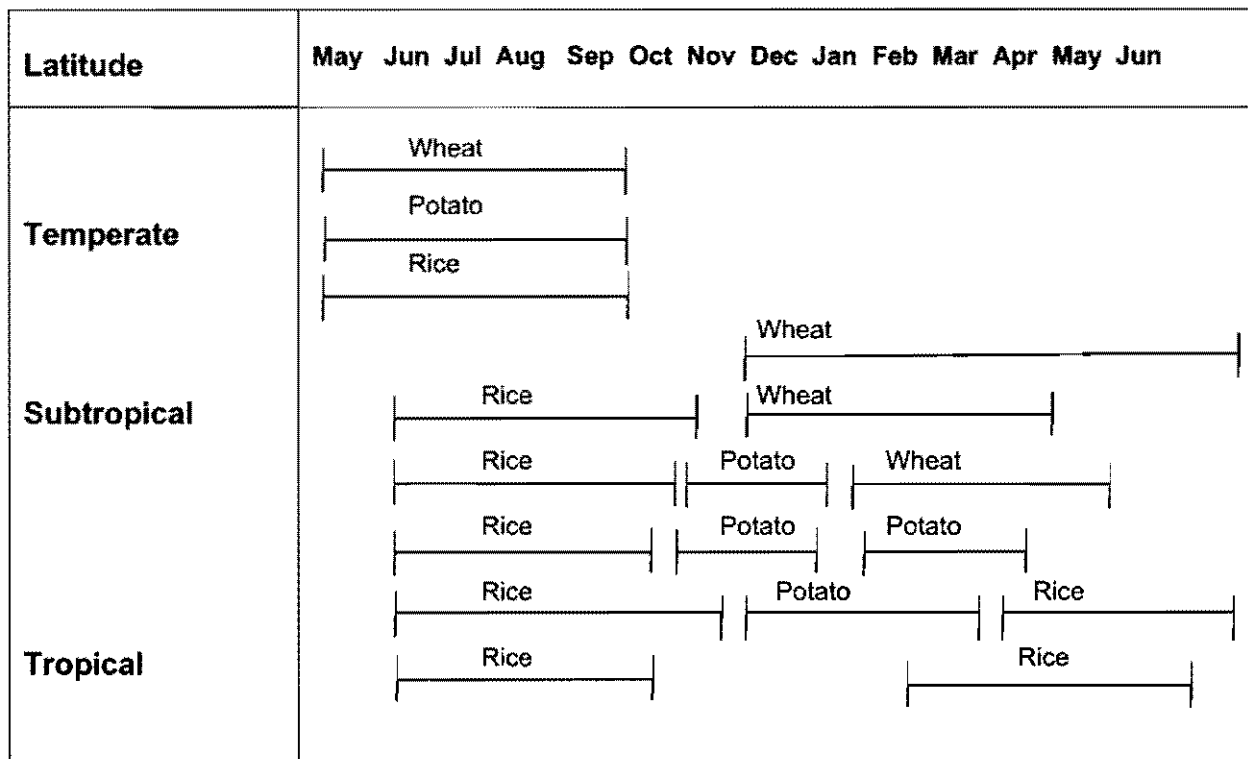 Latitude May Jun Jul Aug Sep Oct Nov Dec Jan Feb Mar Apr May Jun
Wheat
Potato
Temperate
Rice
Wheat
Subtropical Rice Wheat
Rice Potato Wheat
Rice Potato Potato
Rice Potato Rice
Tropical Rice Rice